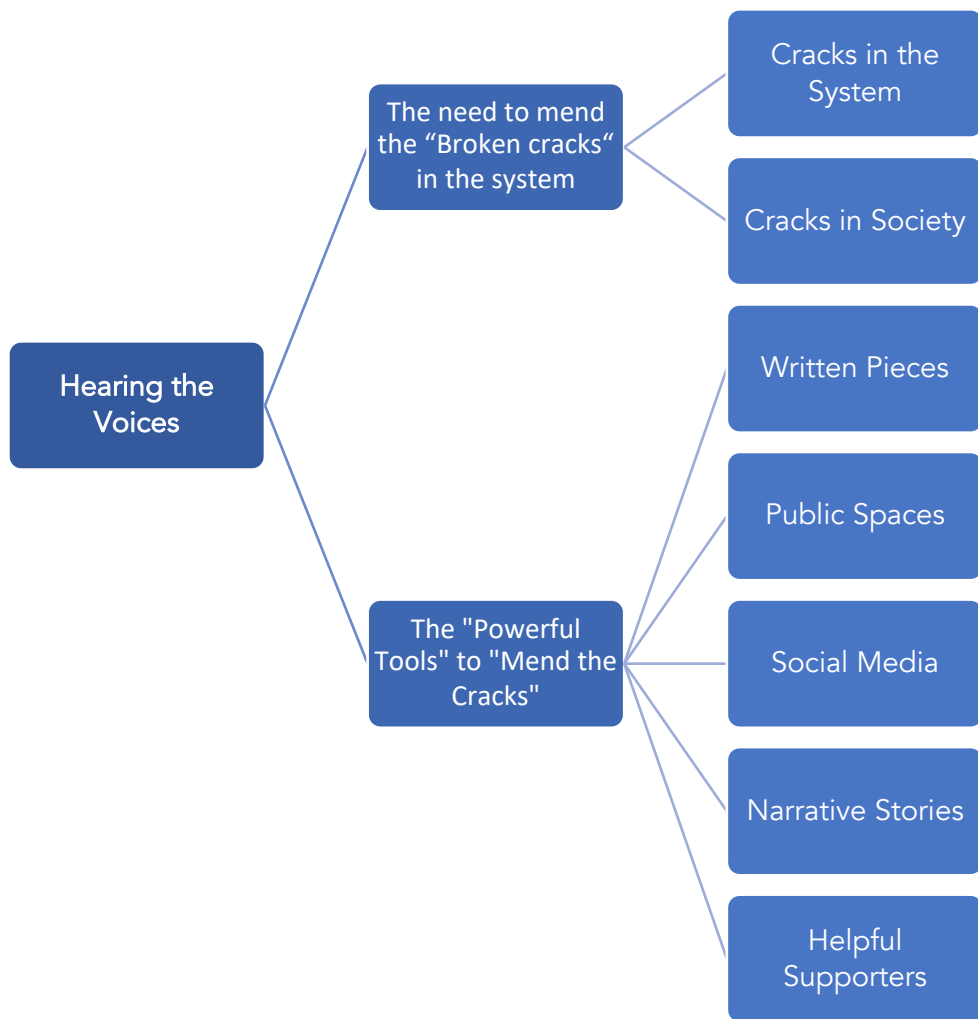 Hearing the
Voices
The need to mend
the “Broken cracks“
in the system
Cracks in the
System
Cracks in Society
The "Powerful
Tools" to "Mend the
Cracks"
Written Pieces
Public Spaces
Social Media
Narrative Stories
Helpful
Supporters